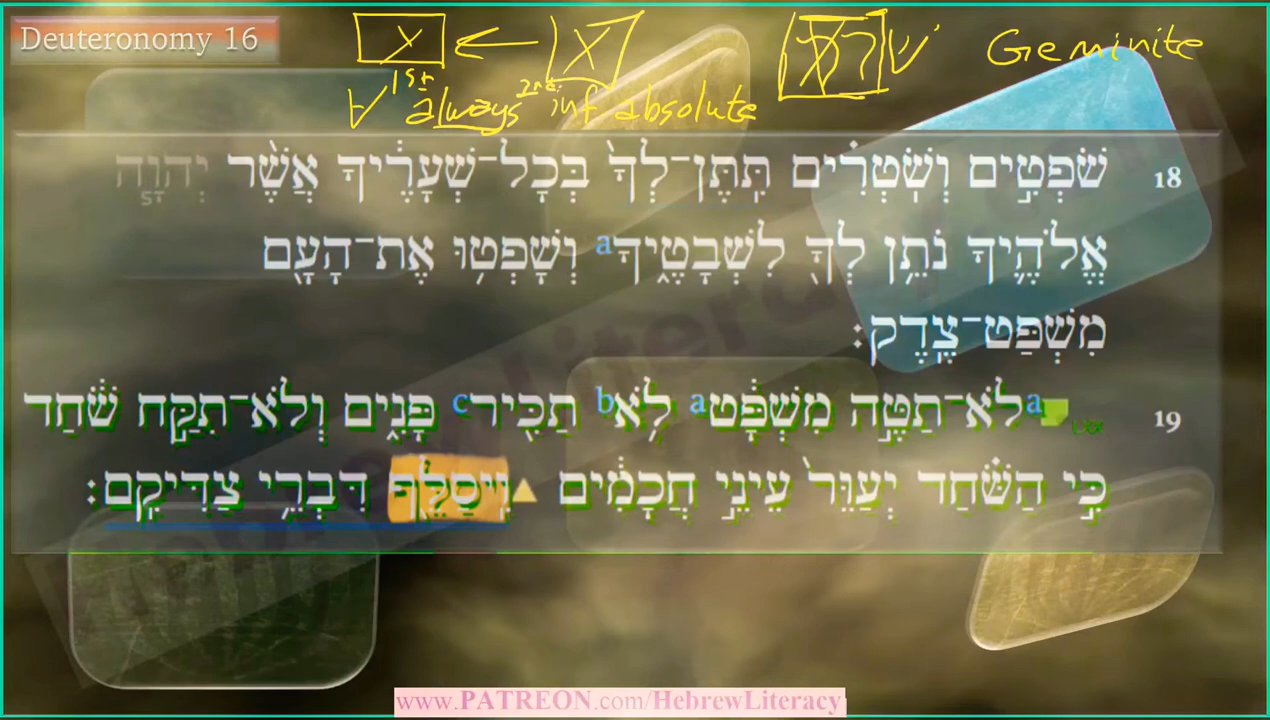 Deuteronomy 16
X ← X
Geminite
1st 2nd
∀ always inf absolute
18 שֹׁפְטִ֣ים וְשֹֽׁטְרִ֗ים תִּֽתֶּן־לְךָ֙ בְּכָל־שְׁעָרֶ֔יךָ אֲשֶׁ֨ר יְהוָ֧ה
אֱלֹהֶ֛יךָ נֹתֵ֥ן לְךָ֖ לִשְׁבָטֶ֑יךָ a וְשָׁפְט֥וּ אֶת־הָעָ֖ם
מִשְׁפַּט־צֶֽדֶק׃
19 a לֹא־תַטֶּ֣ה מִשְׁפָּ֔ט a לֹ֥א b תַכִּ֖יר c פָּנִ֑ים וְלֹא־תִקַּ֣ח שֹׁ֔חַד
כִּ֣י הַשֹּׁ֗חַד יְעַוֵּר֙ עֵינֵ֣י חֲכָמִ֔ים וִֽיסַלֵּ֖ף דִּבְרֵ֥י צַדִּיקִֽם׃
www.PATREON.com/HebrewLiteracy